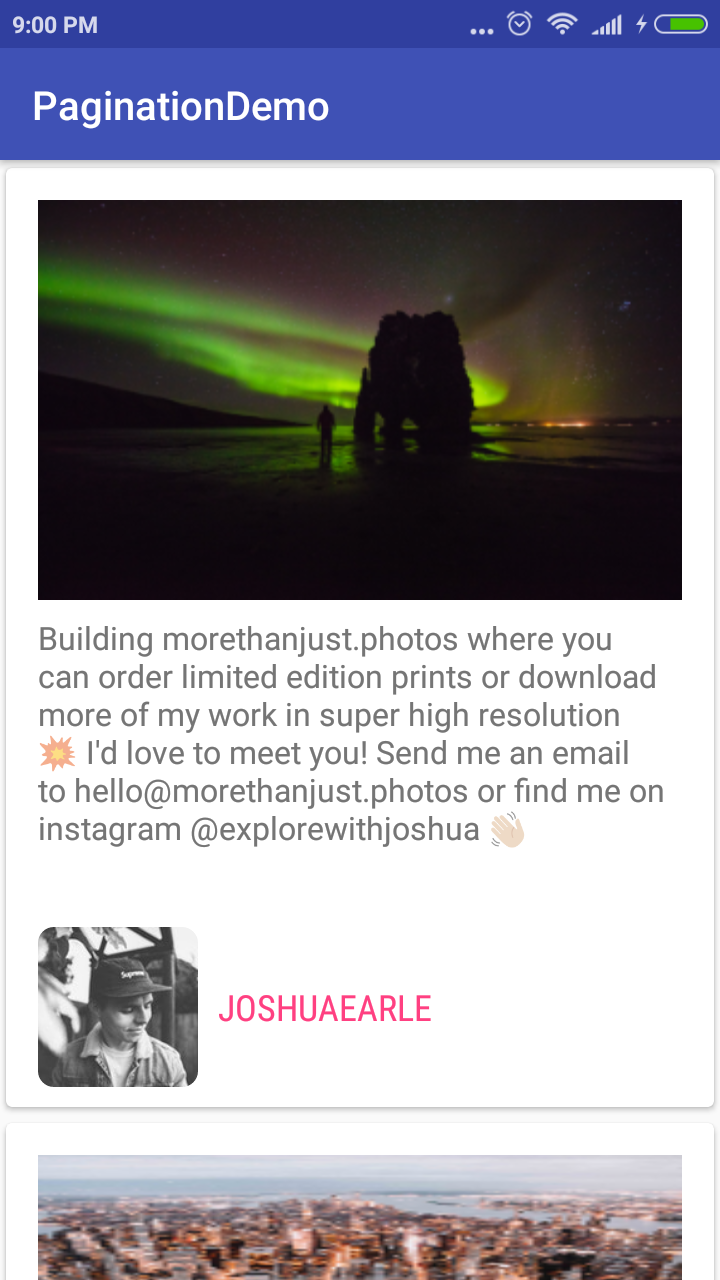 9:00 PM
PaginationDemo
Building morethanjust.photos where you
can order limited edition prints or download
more of my work in super high resolution
💥 I'd love to meet you! Send me an email
to hello@morethanjust.photos or find me on
instagram @explorewithjoshua 👋🏻
Supreme
JOSHUAEARLE